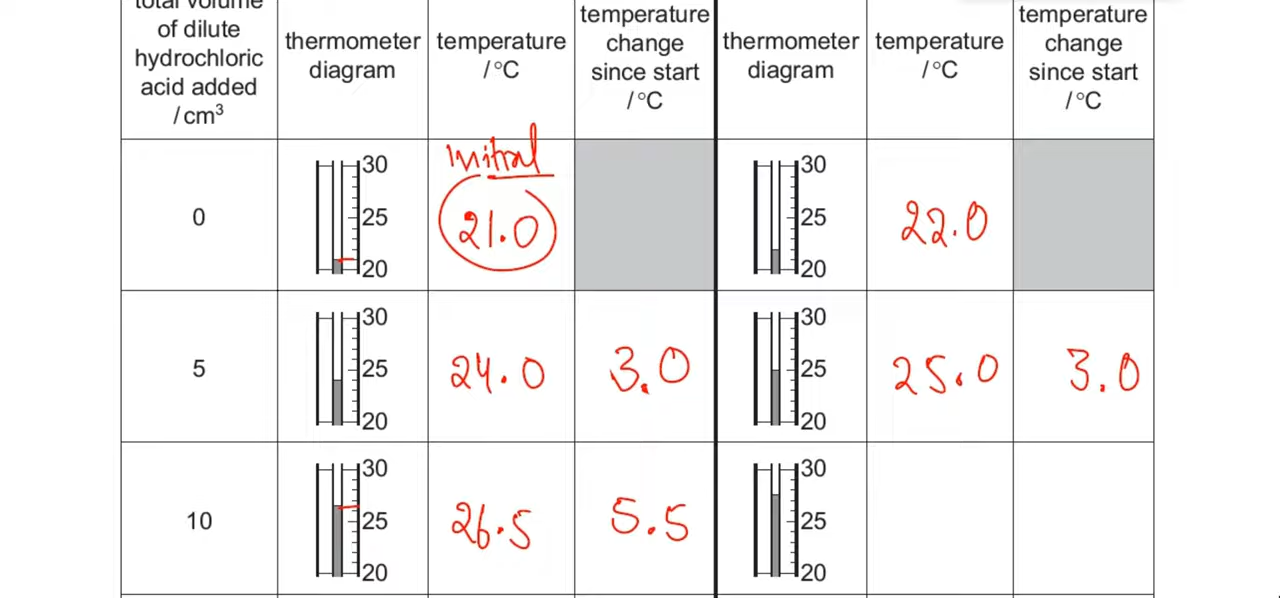 total volume
of dilute
hydrochloric
acid added
/cm³
thermometer
diagram
temperature
/°C
temperature
change
since start
/°C
thermometer
diagram
temperature
/°C
temperature
change
since start
/°C
0
30
25
20
Initial
21.0
30
25
20
22.0
5
30
25
20
24.0
3.0
30
25
20
25.0
3.0
10
30
25
20
26.5
5.5
30
25
20